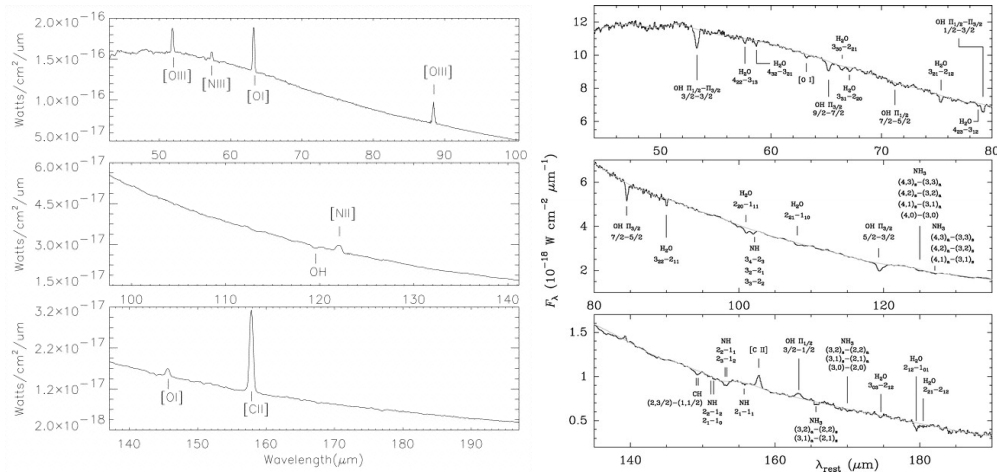 2.0×10⁻¹⁶
1.5×10⁻¹⁶
1.0×10⁻¹⁶
5.0×10⁻¹⁷
Watts/cm²/um
[OIII]
[NIII]
[OI]
[OIII]
50 60 70 80 90 100
6.0×10⁻¹⁷
4.5×10⁻¹⁷
3.0×10⁻¹⁷
1.5×10⁻¹⁷
Watts/cm²/um
[NII]
OH
100 110 120 130 140
3.2×10⁻¹⁷
2.2×10⁻¹⁷
1.2×10⁻¹⁷
2.0×10⁻¹⁸
Watts/cm²/um
[OI]
[CII]
140 150 160 170 180 190
Wavelength(μm)
F_λ (10⁻¹⁸ W cm⁻² μm⁻¹)
12
10
8
6
OH Π₁/₂−Π₃/₂
3/2−3/2
H₂O
4₂₂−3₁₃
H₂O
4₃₂−3₂₁
[O I]
OH Π₃/₂
9/2−7/2
H₂O
3₃₀−2₂₁
H₂O
3₃₁−2₂₀
OH Π₁/₂
7/2−5/2
H₂O
3₂₁−2₁₂
OH Π₁/₂−Π₃/₂
1/2−3/2
H₂O
4₂₃−3₁₂
50 60 70 80
6
4
2
OH Π₃/₂
7/2−5/2
H₂O
3₂₂−2₁₁
H₂O
2₂₀−1₁₁
NH
3₄−2₃
3₂−2₁
3₃−2₂
H₂O
2₂₁−1₁₀
OH Π₃/₂
5/2−3/2
NH₃
(4,3)ₐ−(3,3)ₐ
(4,2)ₐ−(3,2)ₐ
(4,1)ₐ−(3,1)ₐ
(4,0)−(3,0)
NH₃
(4,3)ₛ−(3,3)ₛ
(4,2)ₛ−(3,2)ₛ
(4,1)ₛ−(3,1)ₛ
80 100 120
1.5
1
0.5
CH
(2,3/2)−(1,1/2)
NH
2₂−1₁
2₃−1₂
NH
2₂−1₂
2₁−1₀
NH
2₁−1₁
[C II]
OH Π₁/₂
3/2−1/2
NH₃
(3,2)ₛ−(2,2)ₛ
(3,1)ₛ−(2,1)ₛ
NH₃
(3,2)ₐ−(2,2)ₐ
(3,1)ₐ−(2,1)ₐ
(3,0)−(2,0)
H₂O
3₀₃−2₁₂
H₂O
2₁₂−1₀₁
H₂O
2₂₁−2₁₂
140 160 180
λ_rest (μm)